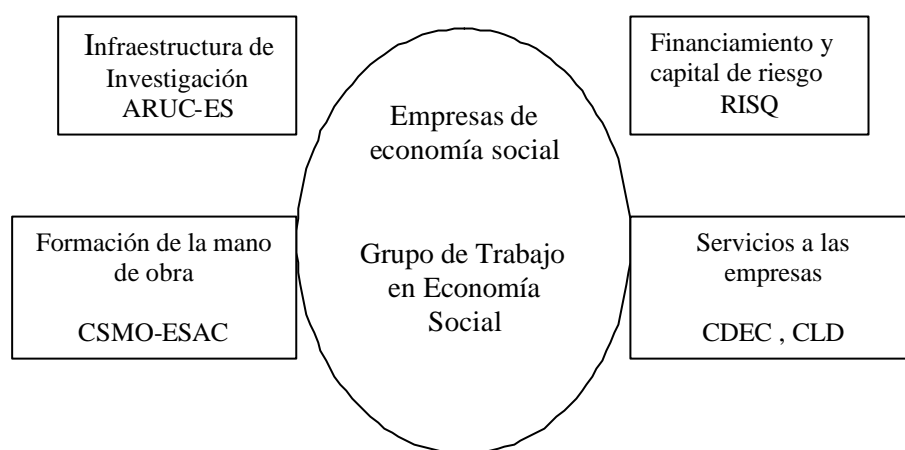 Infraestructura de
Investigación
ARUC-ES
Financiamiento y
capital de riesgo
RISQ
Empresas de
economía social
Grupo de Trabajo
en Economía
Social
Formación de la mano
de obra
CSMO-ESAC
Servicios a las
empresas
CDEC , CLD